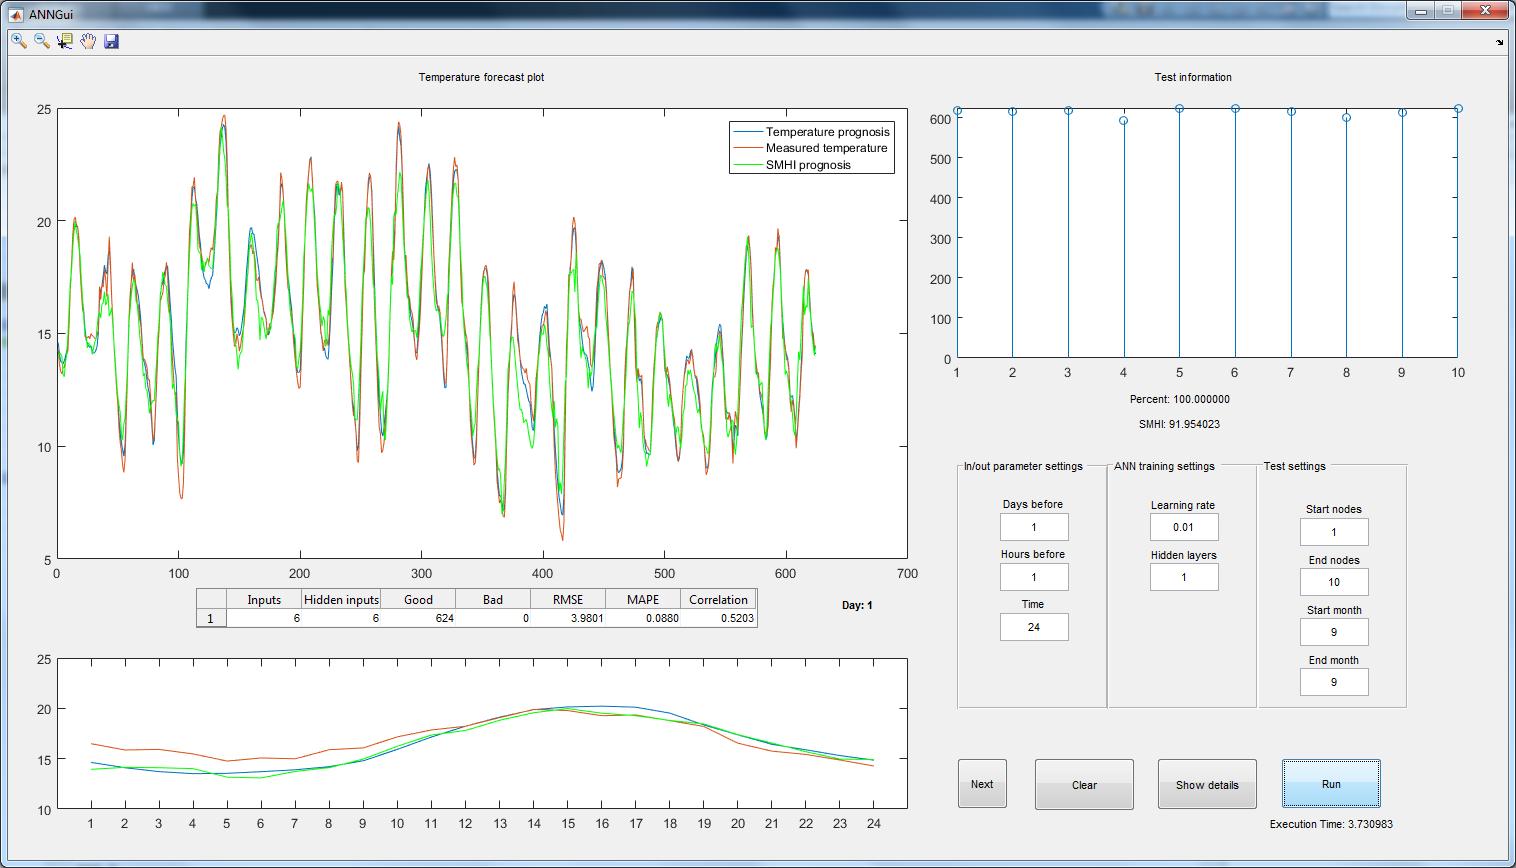 ANNGui
Temperature forecast plot
25
20
15
10
5
0 100 200 300 400 500 600 700
Temperature prognosis
Measured temperature
SMHI prognosis
Inputs Hidden inputs Good Bad RMSE MAPE Correlation
1 6 6 624 0 3.9801 0.0880 0.5203
Day: 1
25
20
15
10
1 2 3 4 5 6 7 8 9 10 11 12 13 14 15 16 17 18 19 20 21 22 23 24
Test information
600
500
400
300
200
100
0
1 2 3 4 5 6 7 8 9 10
Percent: 100.000000
SMHI: 91.954023
In/out parameter settings
Days before
1
Hours before
1
Time
24
ANN training settings
Learning rate
0.01
Hidden layers
1
Test settings
Start nodes
1
End nodes
10
Start month
9
End month
9
Next Clear Show details Run
Execution Time: 3.730983